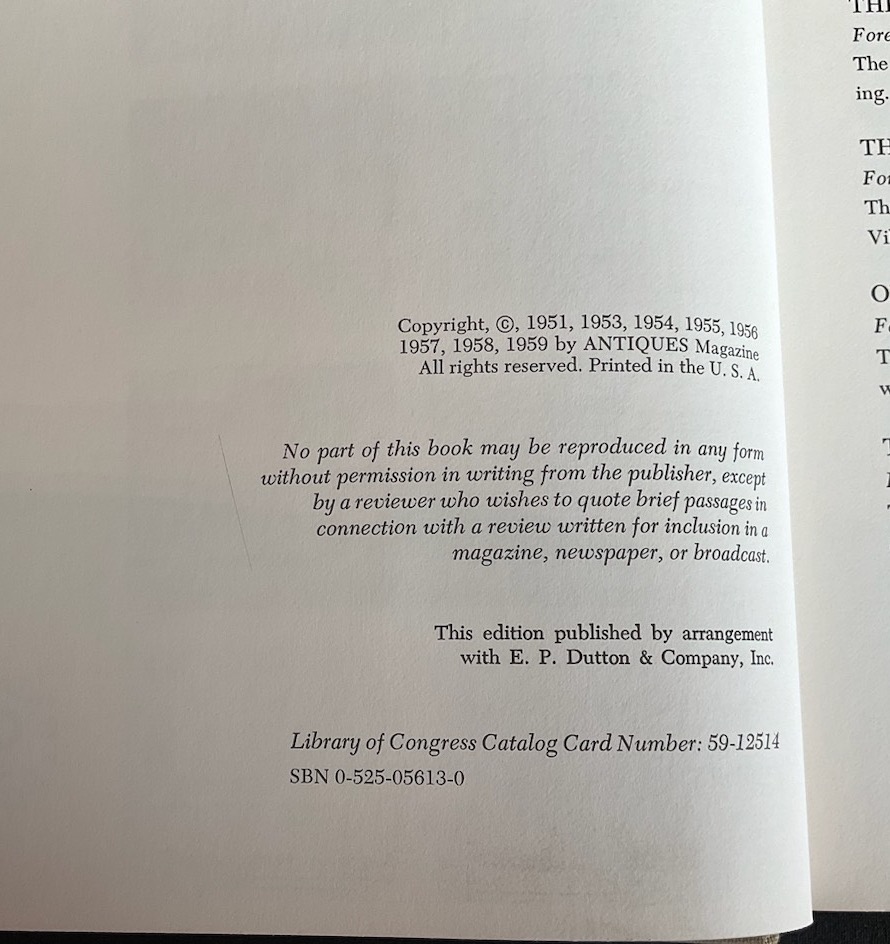 Copyright, ©, 1951, 1953, 1954, 1955, 1956
1957, 1958, 1959 by ANTIQUES Magazine
All rights reserved. Printed in the U. S. A.
No part of this book may be reproduced in any form
without permission in writing from the publisher, except
by a reviewer who wishes to quote brief passages in
connection with a review written for inclusion in a
magazine, newspaper, or broadcast.
This edition published by arrangement
with E. P. Dutton & Company, Inc.
Library of Congress Catalog Card Number: 59-12514
SBN 0-525-05613-0
The
ing.